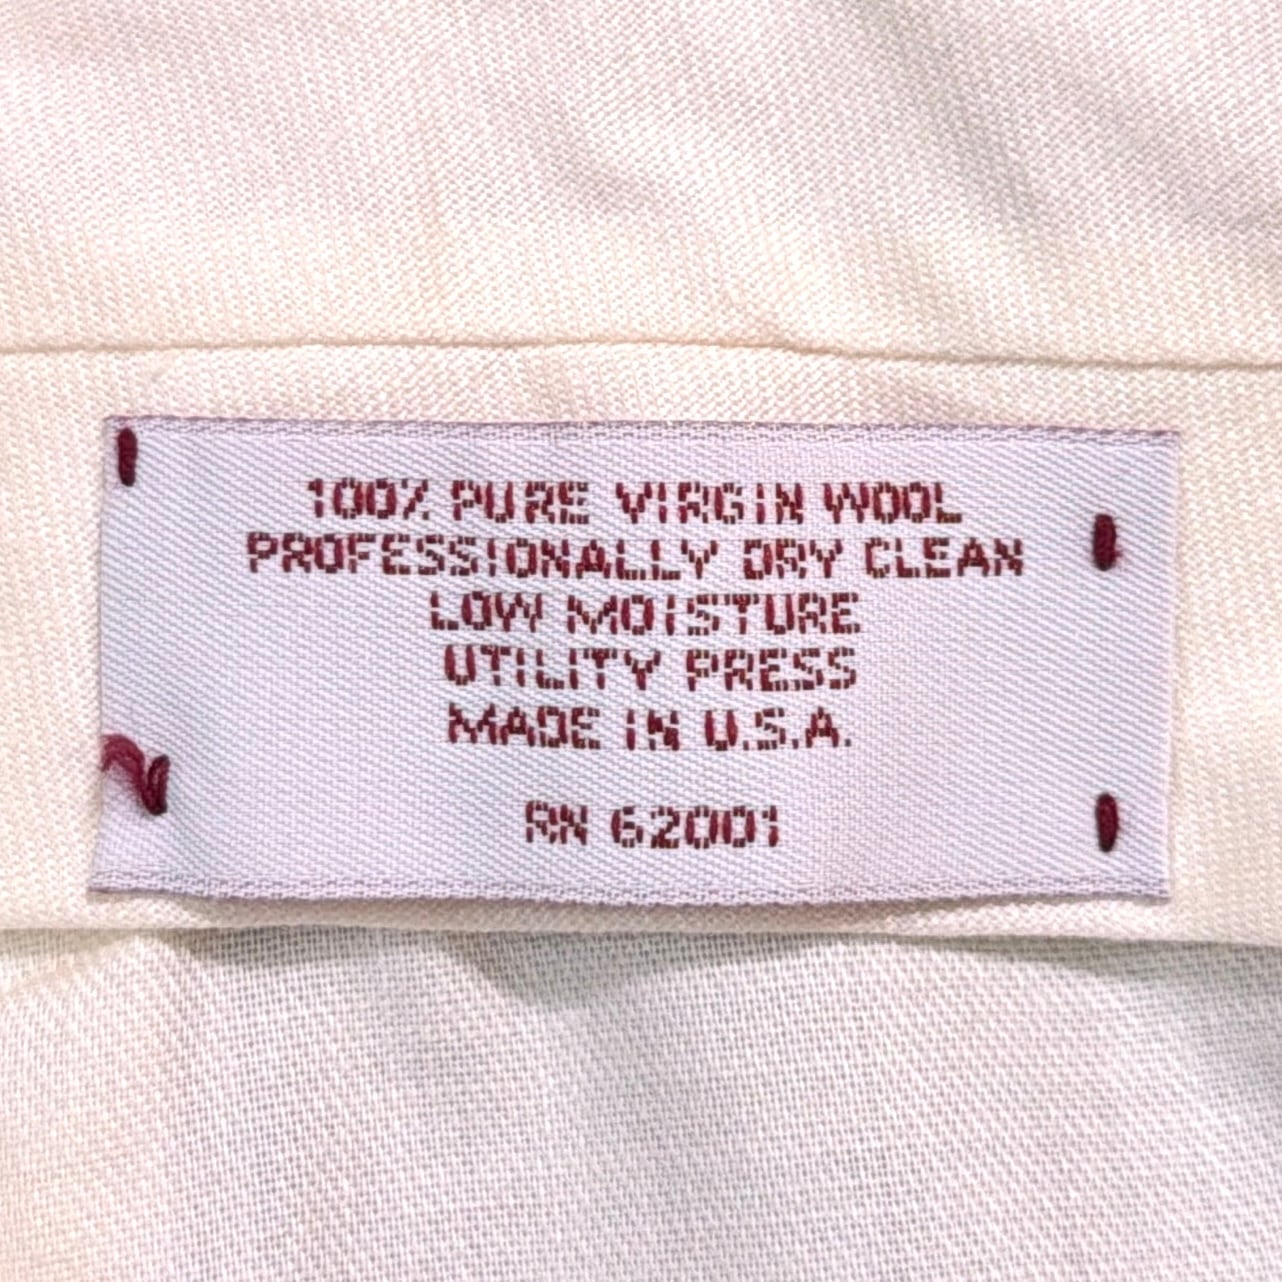 100% PURE VIRGIN WOOL
PROFESSIONALLY DRY CLEAN
LOW MOISTURE
UTILITY PRESS
MADE IN U.S.A.
RN 62001